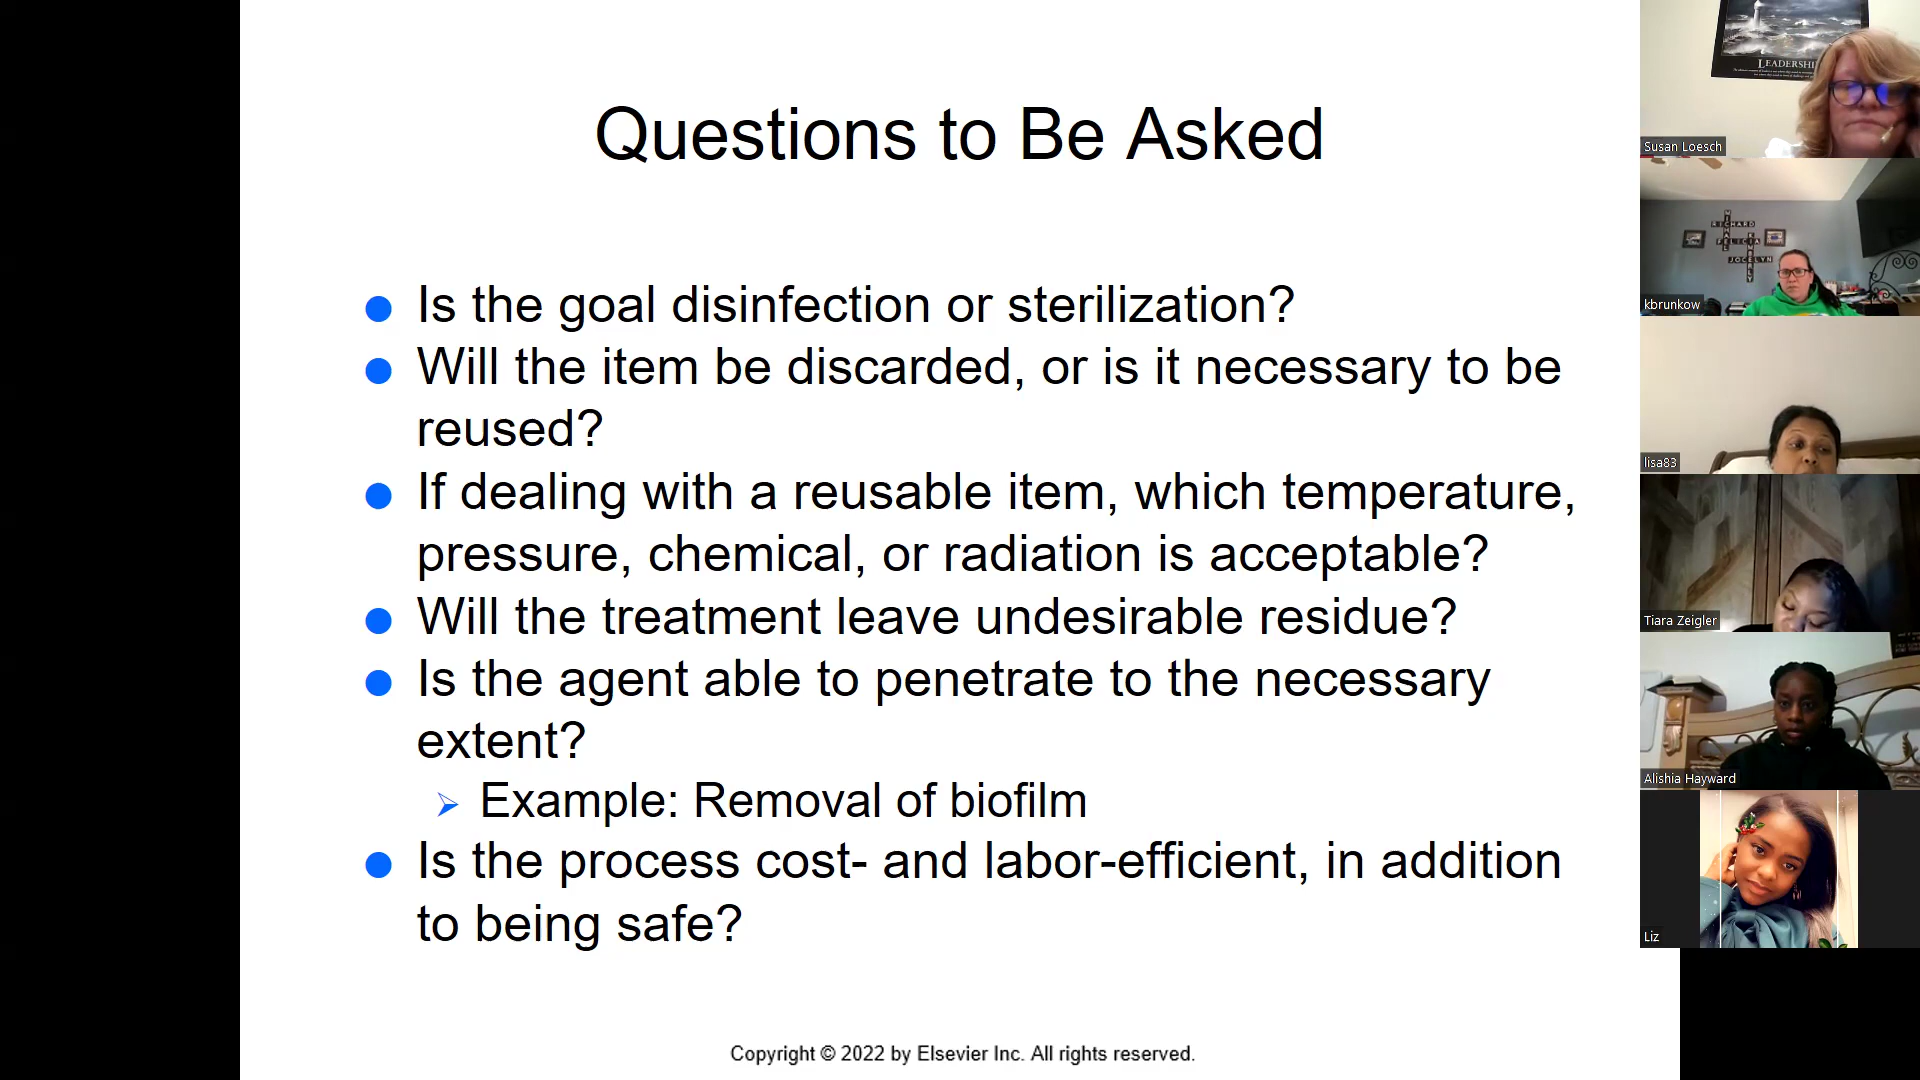 Questions to Be Asked
Is the goal disinfection or sterilization?
Will the item be discarded, or is it necessary to be
reused?
If dealing with a reusable item, which temperature,
pressure, chemical, or radiation is acceptable?
Will the treatment leave undesirable residue?
Is the agent able to penetrate to the necessary
extent?
Example: Removal of biofilm
Is the process cost- and labor-efficient, in addition
to being safe?
Copyright © 2022 by Elsevier Inc. All rights reserved.
LEADERSHI
Susan Loesch
RICHARD
FELICIA
JOCELYN
kbrunkow
lisa83
Tiara Zeigler
Alishia Hayward
Liz